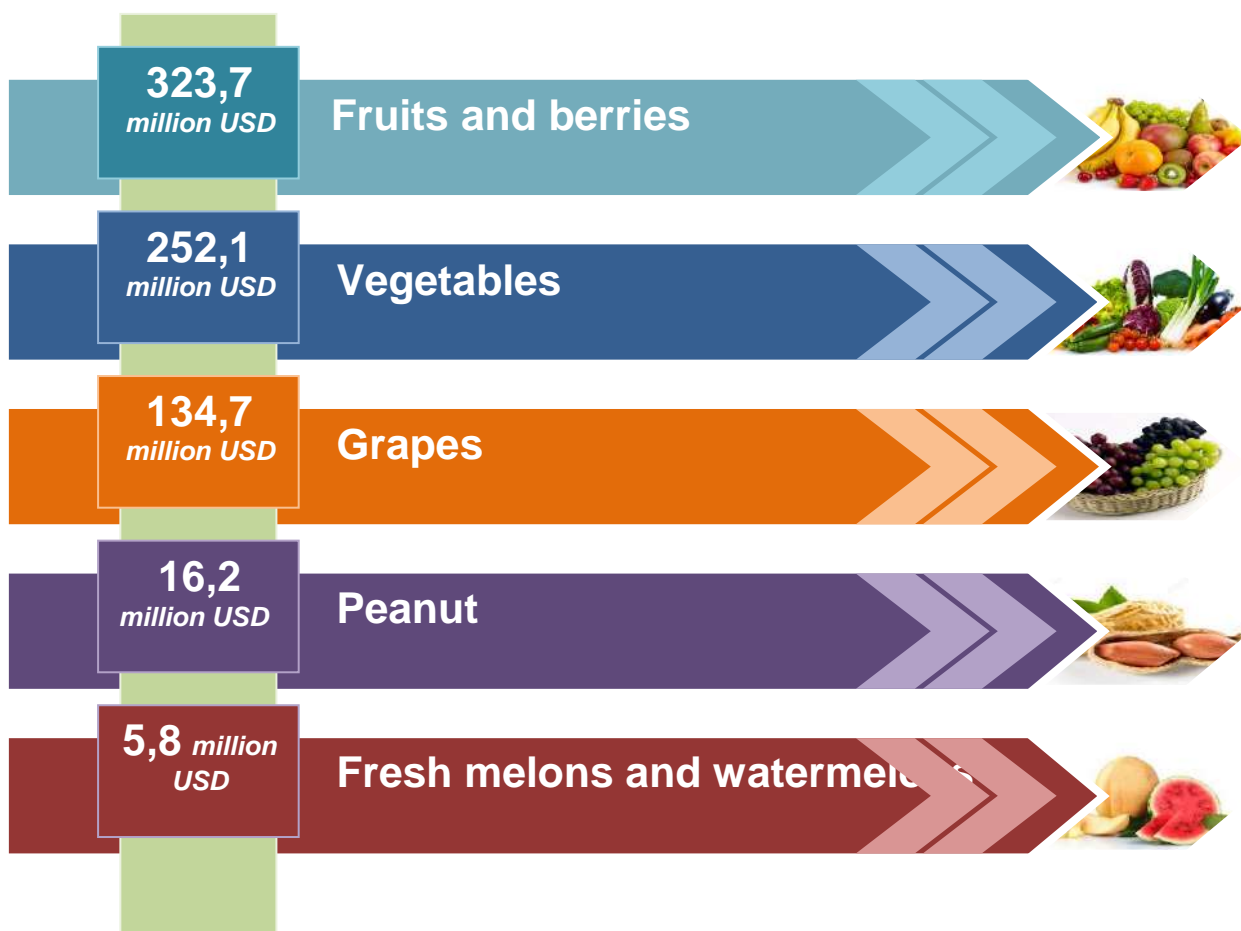 323,7
million USD
Fruits and berries
252,1
million USD
Vegetables
134,7
million USD
Grapes
16,2
million USD
Peanut
5,8 million
USD
Fresh melons and watermelons